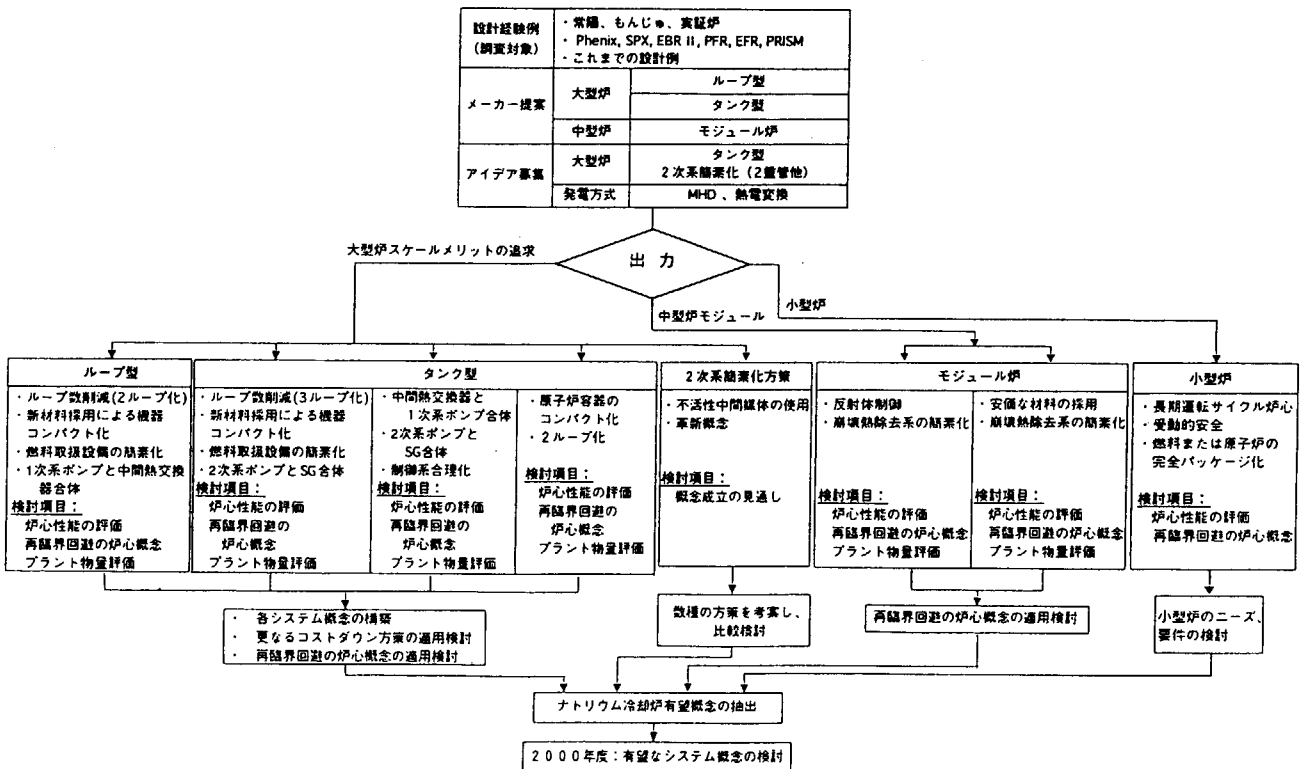 設計経験例
(調査対象)
・常陽、もんじゅ、実証炉
・Phenix, SPX, EBR II, PFR, EFR, PRISM
・これまでの設計例
メーカー提案
大型炉
ループ型
タンク型
中型炉
モジュール炉
アイデア募集
大型炉
タンク型
2次系簡素化(2重管他)
発電方式
MHD、熱電変換
大型炉スケールメリットの追求
出 力
小型炉
中型炉モジュール
ループ型
・ループ数削減(2ループ化)
・新材料採用による機器
コンパクト化
・燃料取扱設備の簡素化
・1次系ポンプと中間熱交換
器合体
検討項目:
炉心性能の評価
再臨界回避の炉心概念
プラント物量評価
タンク型
・ループ数削減(3ループ化)
・新材料採用による機器
コンパクト化
・燃料取扱設備の簡素化
・2次系ポンプとSG合体
検討項目:
炉心性能の評価
再臨界回避の
炉心概念
プラント物量評価
・中間熱交換器と
1次系ポンプ合体
・2次系ポンプと
SG合体
・制御系合理化
検討項目:
炉心性能の評価
再臨界回避の
炉心概念
プラント物量評価
・原子炉容器の
コンパクト化
・2ループ化
検討項目:
炉心性能の評価
再臨界回避の
炉心概念
プラント物量評価
2次系簡素化方策
・不活性中間媒体の使用
・革新概念
検討項目:
概念成立の見通し
モジュール炉
・反射体制御
・崩壊熱除去系の簡素化
検討項目:
炉心性能の評価
再臨界回避の炉心概念
プラント物量評価
・安価な材料の採用
・崩壊熱除去系の簡素化
検討項目:
炉心性能の評価
再臨界回避の炉心概念
プラント物量評価
小型炉
・長期運転サイクル炉心
・受動的安全
・燃料または原子炉の
完全パッケージ化
検討項目:
炉心性能の評価
再臨界回避の炉心概念
・各システム概念の構築
・更なるコストダウン方策の適用検討
・再臨界回避の炉心概念の適用検討
数種の方策を考案し、
比較検討
再臨界回避の炉心概念の適用検討
小型炉のニーズ、
要件の検討
ナトリウム冷却炉有望概念の抽出
2000年度:有望なシステム概念の検討